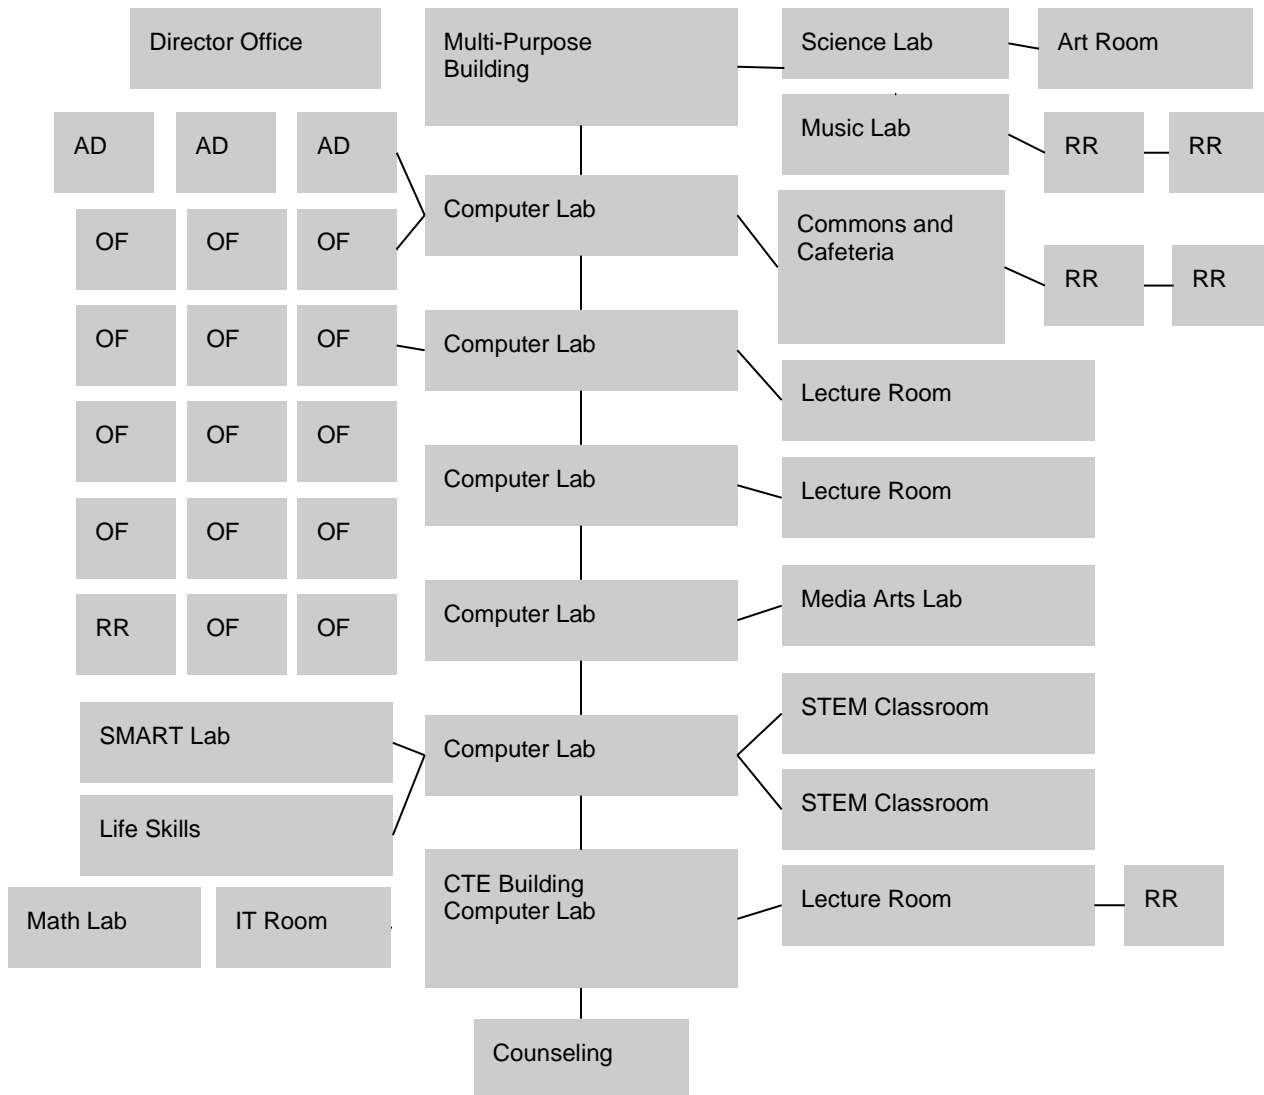 Director Office
Multi-Purpose
Building
Science Lab
Art Room
AD
AD
AD
Music Lab
RR
RR
OF
OF
OF
Computer Lab
Commons and
Cafeteria
RR
RR
OF
OF
OF
Computer Lab
Lecture Room
OF
OF
OF
Computer Lab
Lecture Room
OF
OF
OF
Computer Lab
Media Arts Lab
RR
OF
OF
SMART Lab
Computer Lab
STEM Classroom
Life Skills
STEM Classroom
Math Lab
IT Room
CTE Building
Computer Lab
Lecture Room
RR
Counseling